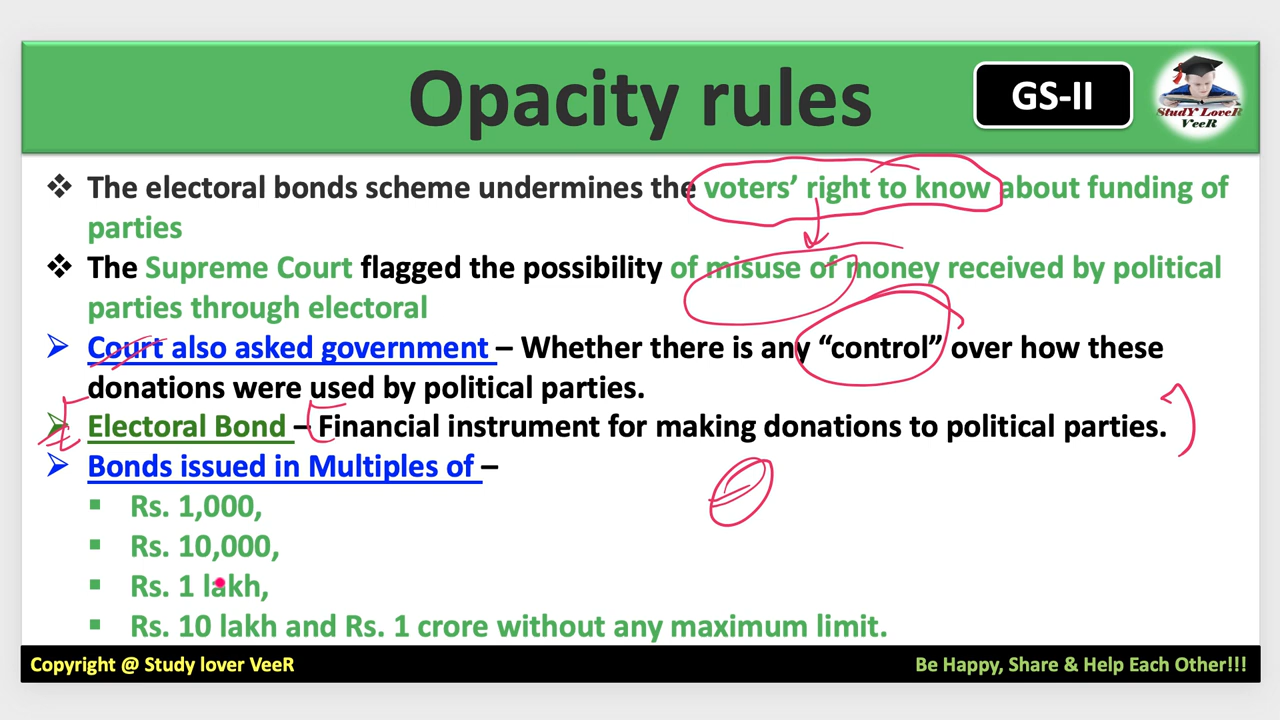 Opacity rules
GS-II
StudY LoveR
VeeR
❖ The electoral bonds scheme undermines the voters’ right to know about funding of
parties
❖ The Supreme Court flagged the possibility of misuse of money received by political
parties through electoral
➢ Court also asked government – Whether there is any “control” over how these
donations were used by political parties.
➢ Electoral Bond – Financial instrument for making donations to political parties.
➢ Bonds issued in Multiples of –
▪ Rs. 1,000,
▪ Rs. 10,000,
▪ Rs. 1 lakh,
▪ Rs. 10 lakh and Rs. 1 crore without any maximum limit.
Copyright @ Study lover VeeR
Be Happy, Share & Help Each Other!!!